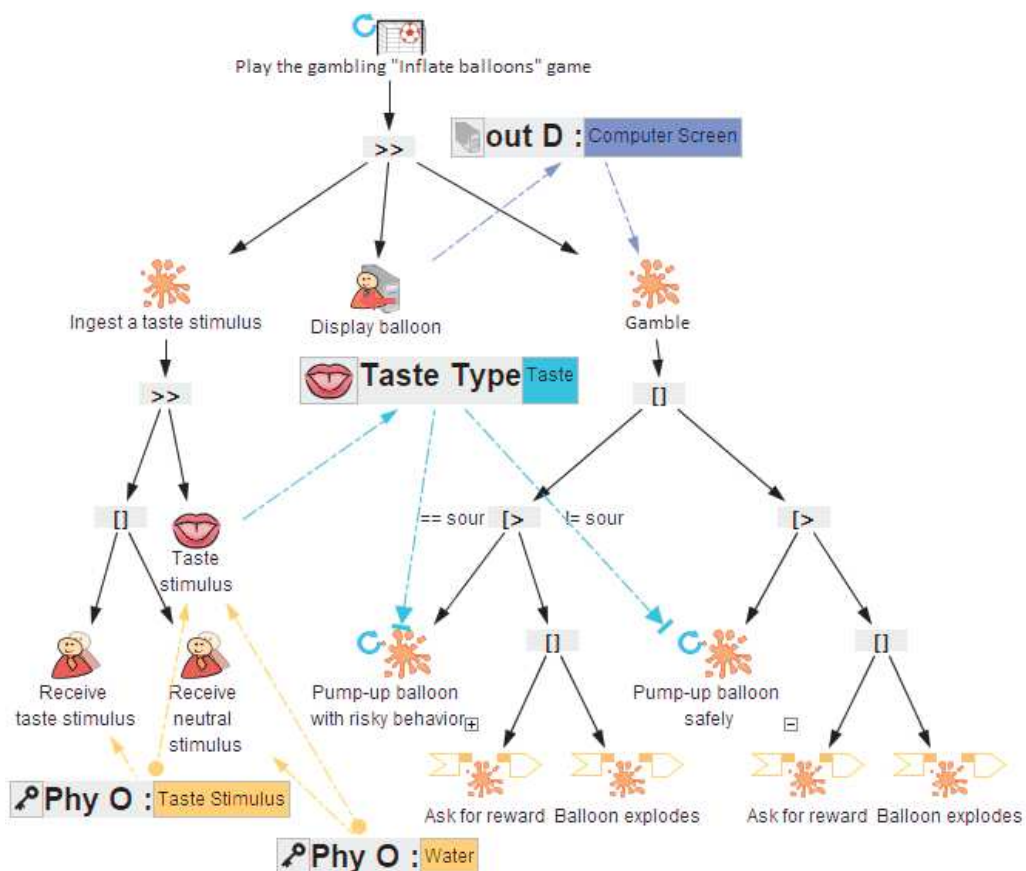 Play the gambling "Inflate balloons" game
>>
out D : Computer Screen
Ingest a taste stimulus
Display balloon
Gamble
>>
Taste Type Taste
[]
[]
Taste
stimulus
== sour
[>
!= sour
[>
Receive
taste stimulus
Receive
neutral
stimulus
Pump-up balloon
with risky behavior
[]
Pump-up balloon
safely
[]
Phy O : Taste Stimulus
Ask for reward
Balloon explodes
Ask for reward
Balloon explodes
Phy O : Water